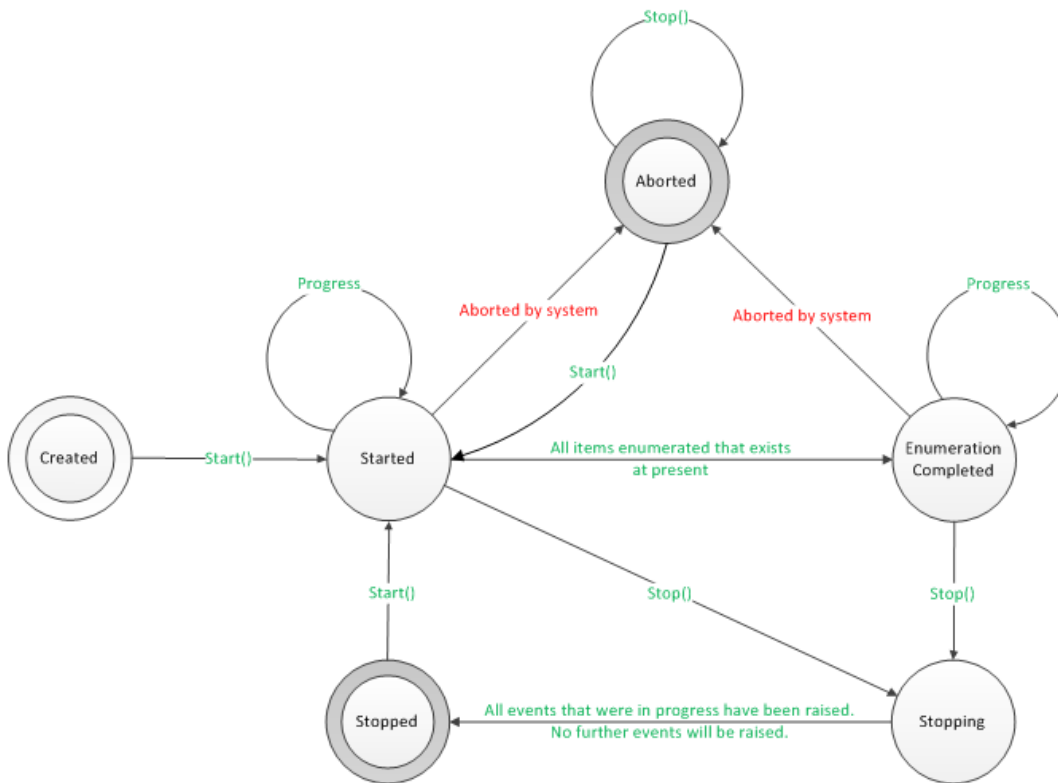 Stop()
Aborted
Progress
Aborted by system
Aborted by system
Progress
Start()
Created
Start()
Started
All items enumerated that exists
at present
Enumeration
Completed
Start()
Stop()
Stop()
Stopped
All events that were in progress have been raised.
No further events will be raised.
Stopping